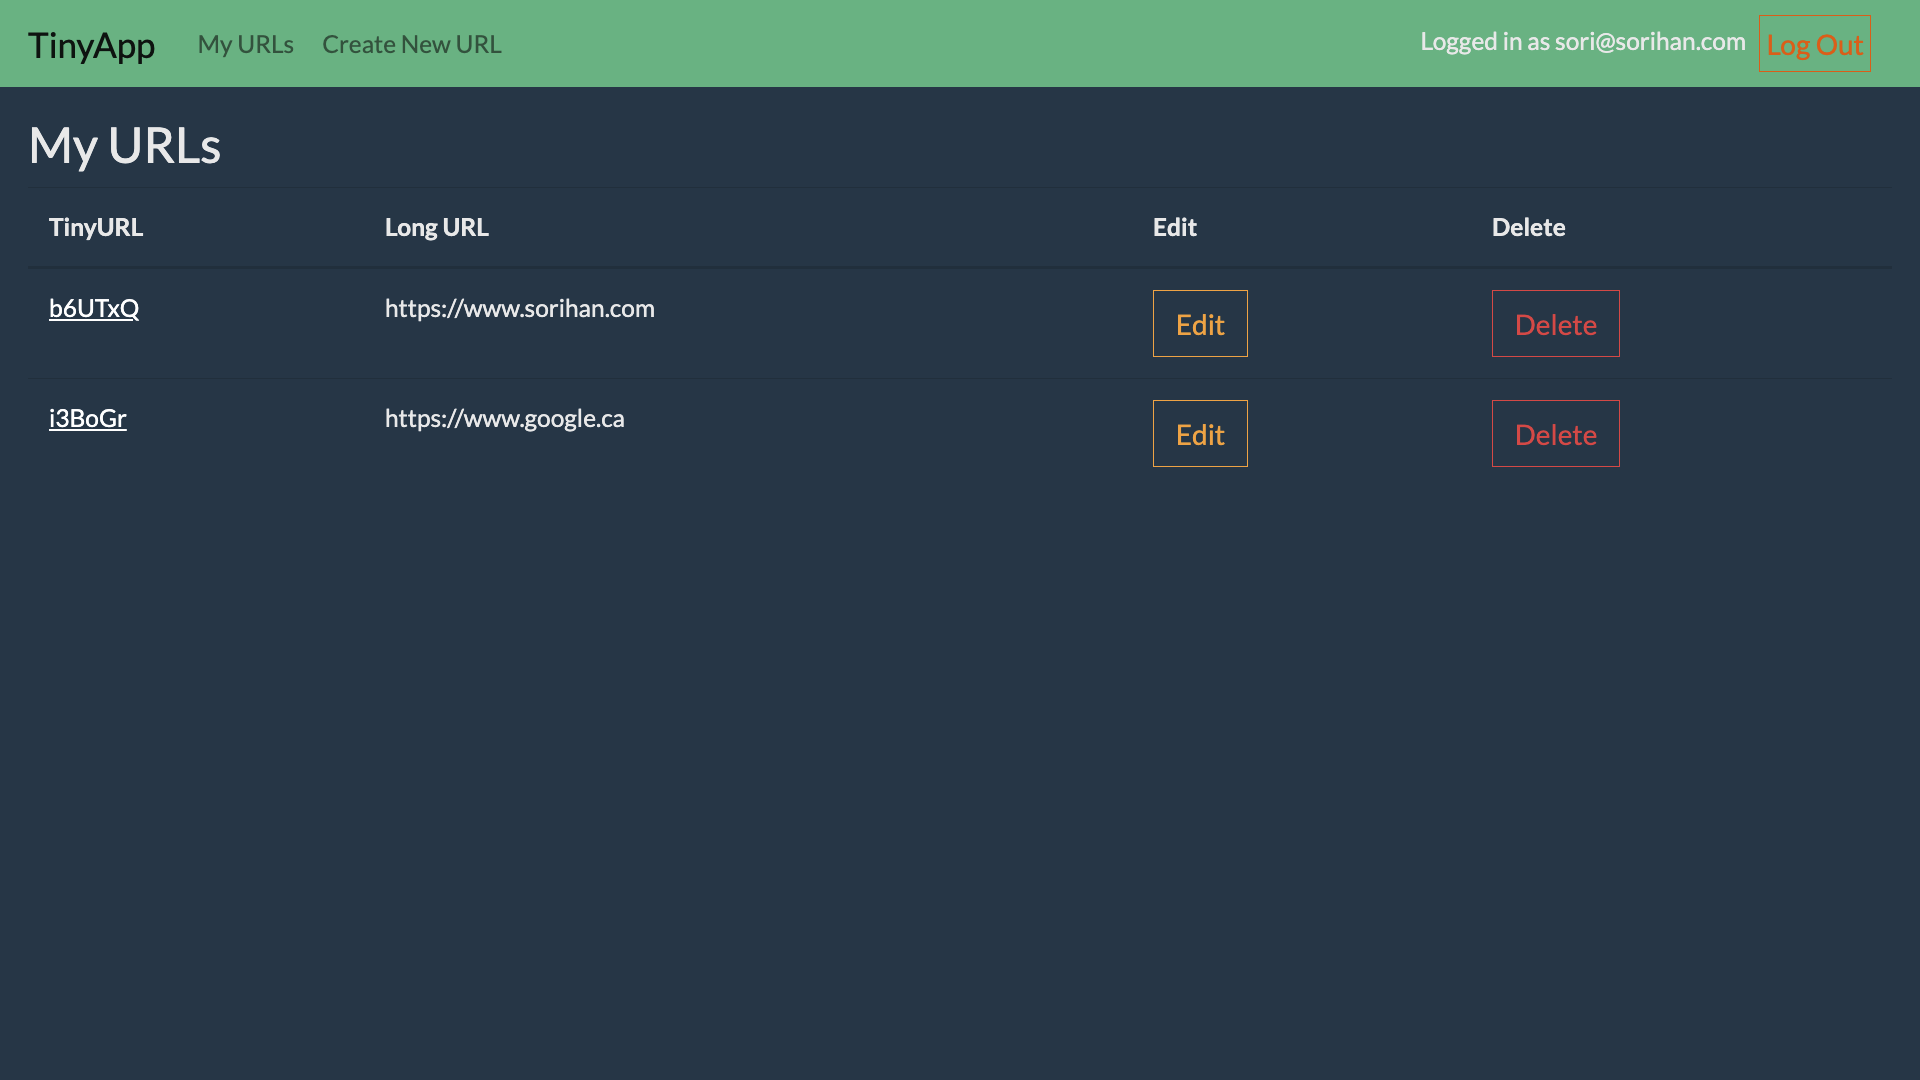 TinyApp My URLs Create New URL Logged in as sori@sorihan.com Log Out
My URLs
TinyURL Long URL Edit Delete
b6UTxQ https://www.sorihan.com Edit Delete
i3BoGr https://www.google.ca Edit Delete